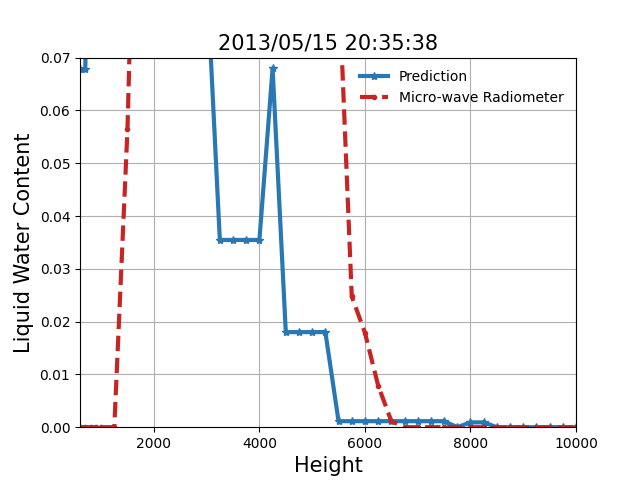 2013/05/15 20:35:38
0.07
0.06
0.05
0.04
0.03
0.02
0.01
0.00
Liquid Water Content
Prediction
Micro-wave Radiometer
2000 4000 6000 8000 10000
Height